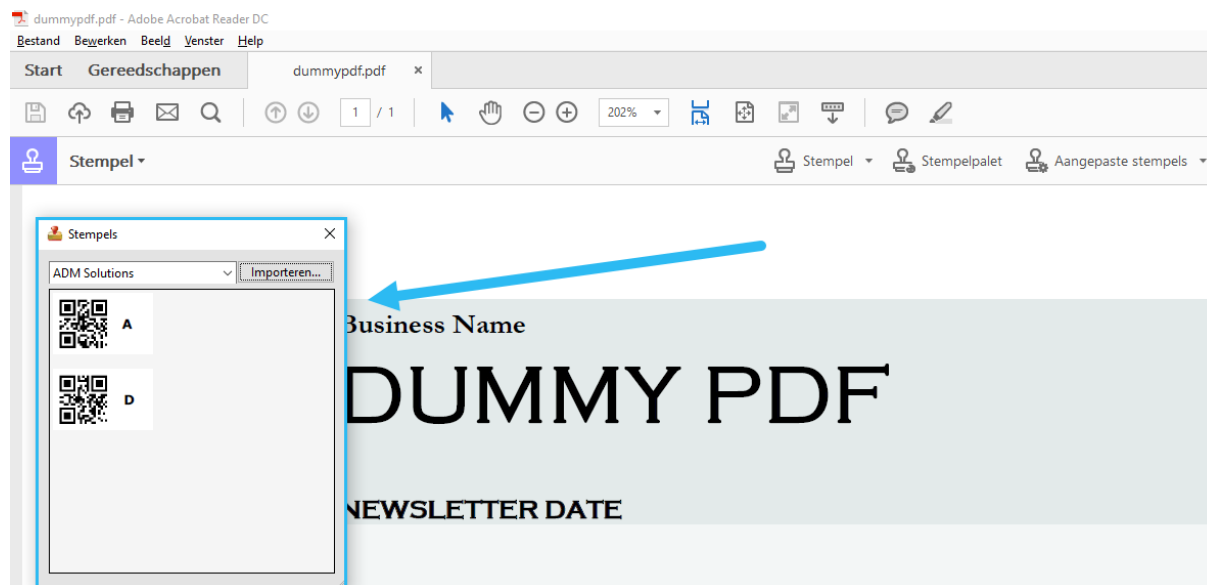 dummypdf.pdf - Adobe Acrobat Reader DC
Bestand Bewerken Beeld Venster Help
Start Gereedschappen dummypdf.pdf ×
1 / 1 202%
Stempel Stempel Stempelpalet Aangepaste stempels
Stempels
ADM Solutions Importeren...
A
D
Business Name
DUMMY PDF
NEWSLETTER DATE